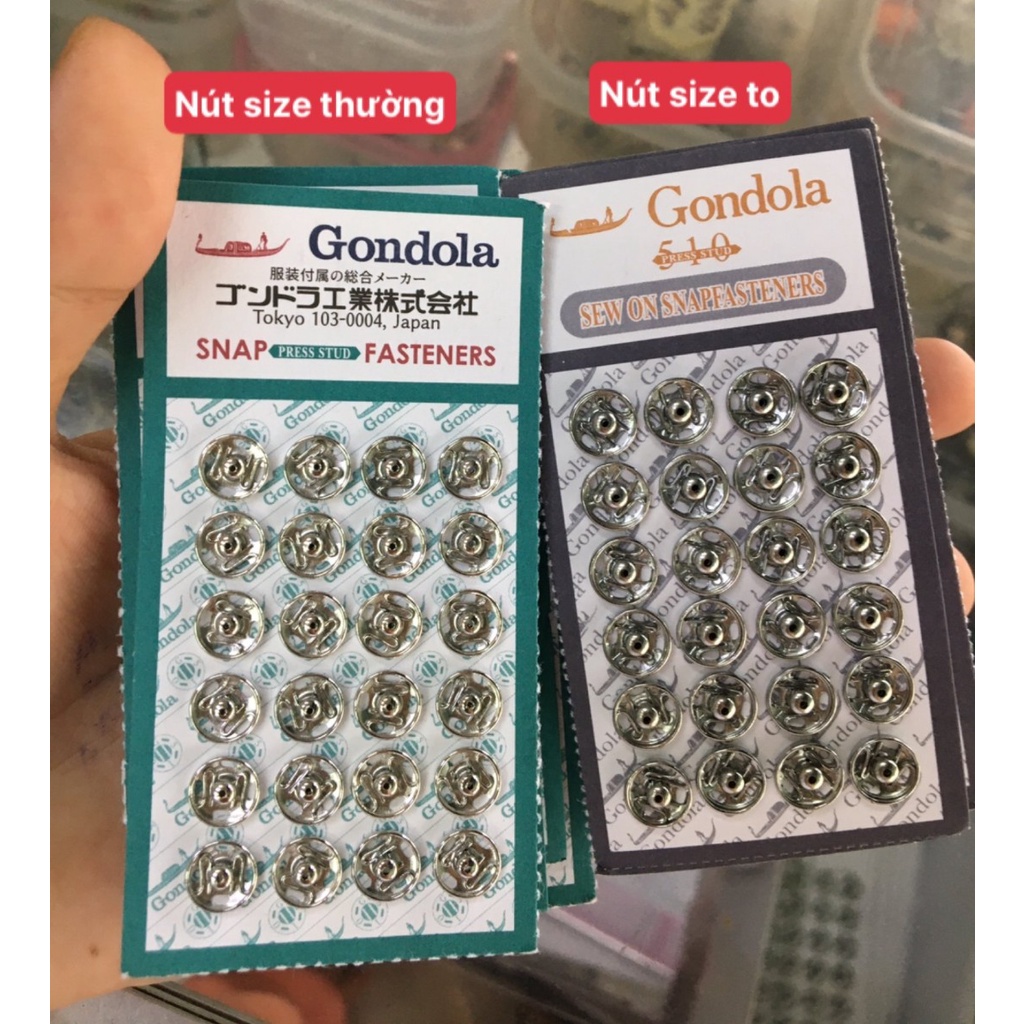 Nút size thường
Nút size to
Gondola
服装付属の総合メーカー
ゴンドラ工業株式会社
Tokyo 103-0004, Japan
SNAP PRESS STUD FASTENERS
Gondola
510
PRESS STUD
SEW ON SNAPFASTENERS